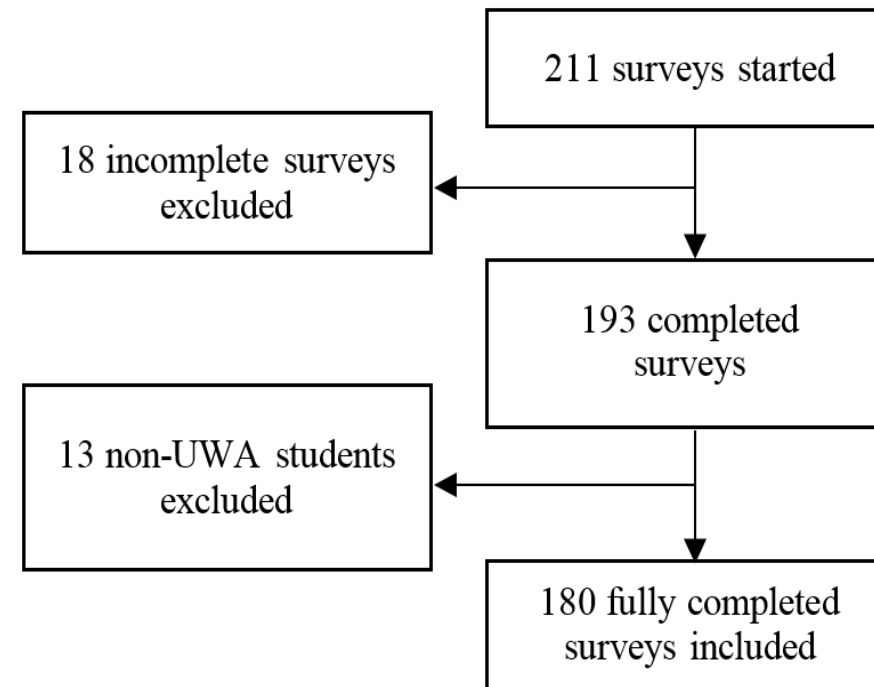 211 surveys started
18 incomplete surveys
excluded
193 completed
surveys
13 non-UWA students
excluded
180 fully completed
surveys included